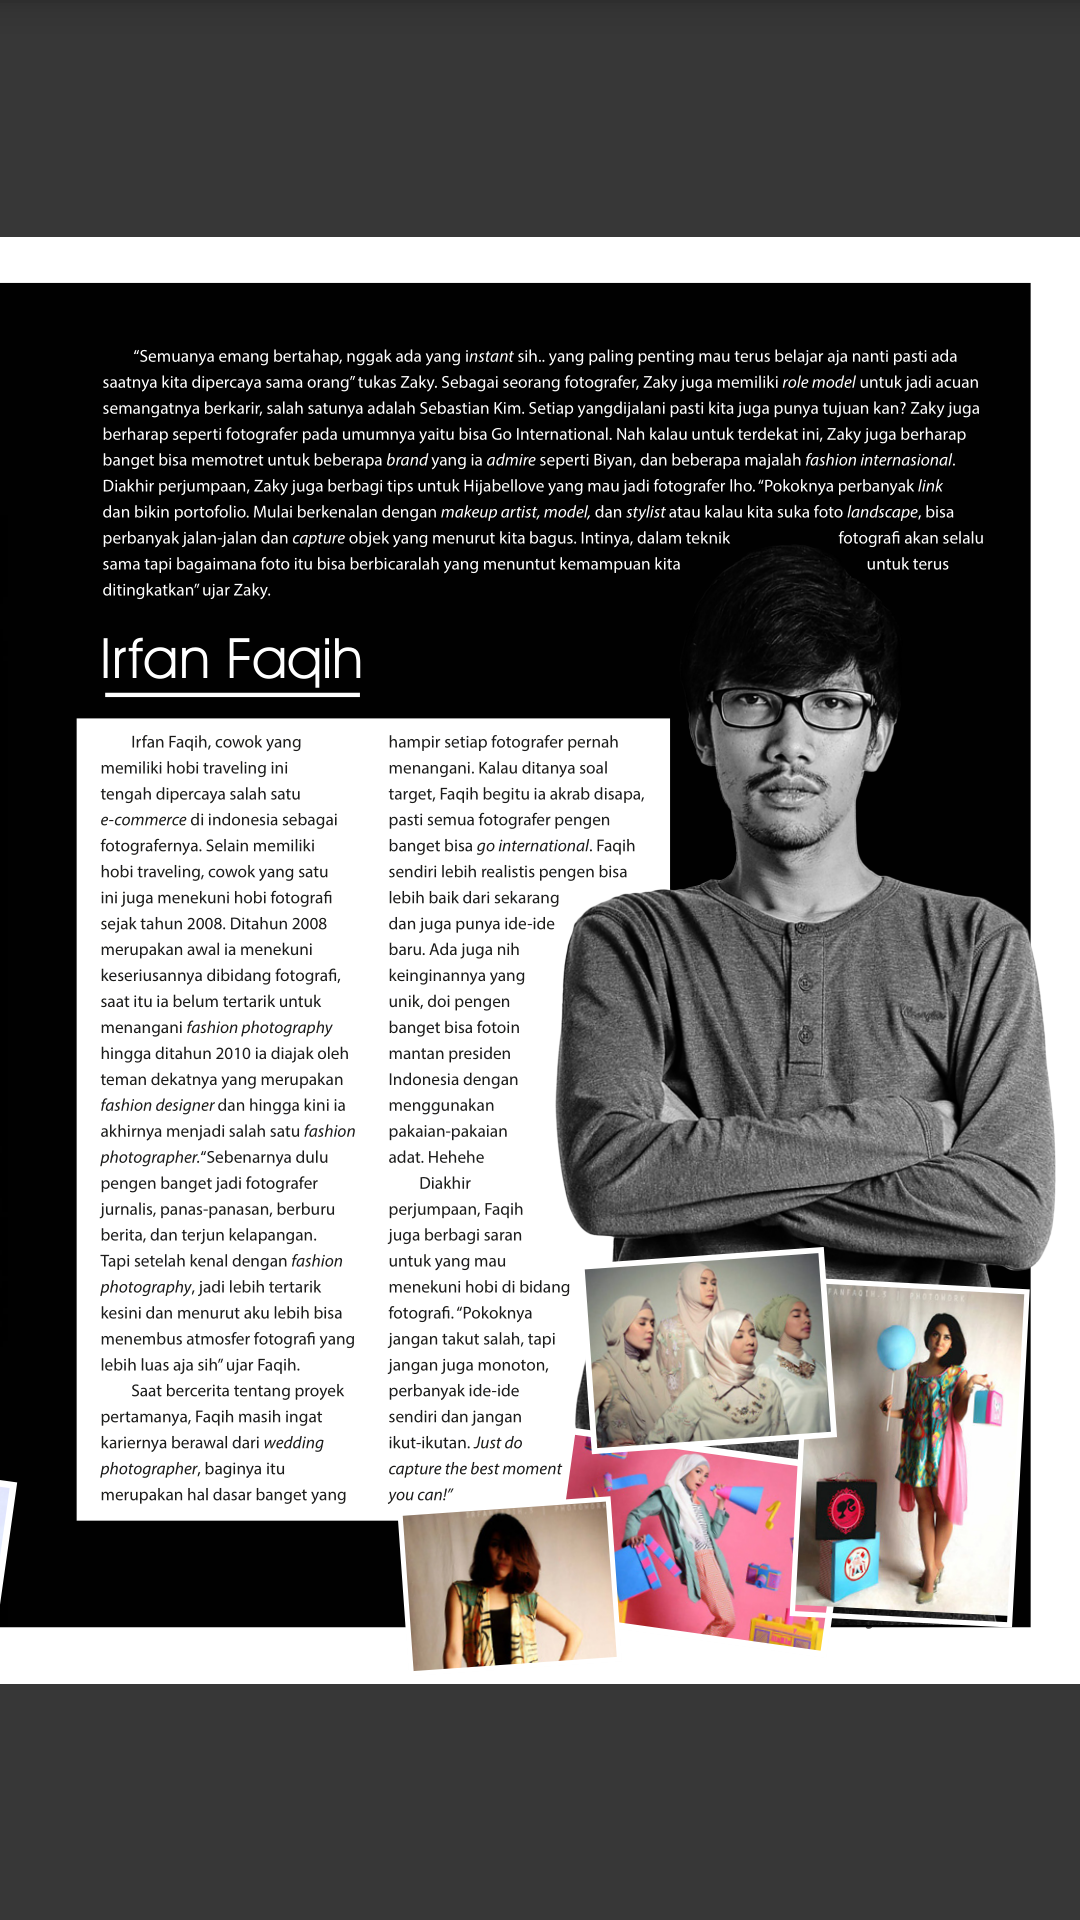 “Semuanya emang bertahap, nggak ada yang instant sih.. yang paling penting mau terus belajar aja nanti pasti ada
saatnya kita dipercaya sama orang” tukas Zaky. Sebagai seorang fotografer, Zaky juga memiliki role model untuk jadi acuan
semangatnya berkarir, salah satunya adalah Sebastian Kim. Setiap yangdijalani pasti kita juga punya tujuan kan? Zaky juga
berharap seperti fotografer pada umumnya yaitu bisa Go International. Nah kalau untuk terdekat ini, Zaky juga berharap
banget bisa memotret untuk beberapa brand yang ia admire seperti Biyan, dan beberapa majalah fashion internasional.
Diakhir perjumpaan, Zaky juga berbagi tips untuk Hijabellove yang mau jadi fotografer lho. “Pokoknya perbanyak link
dan bikin portofolio. Mulai berkenalan dengan makeup artist, model, dan stylist atau kalau kita suka foto landscape, bisa
perbanyak jalan-jalan dan capture objek yang menurut kita bagus. Intinya, dalam teknik fotografi akan selalu
sama tapi bagaimana foto itu bisa berbicaralah yang menuntut kemampuan kita untuk terus
ditingkatkan” ujar Zaky.
Irfan Faqih
Irfan Faqih, cowok yang
memiliki hobi traveling ini
tengah dipercaya salah satu
e-commerce di indonesia sebagai
fotografernya. Selain memiliki
hobi traveling, cowok yang satu
ini juga menekuni hobi fotografi
sejak tahun 2008. Ditahun 2008
merupakan awal ia menekuni
keseriusannya dibidang fotografi,
saat itu ia belum tertarik untuk
menangani fashion photography
hingga ditahun 2010 ia diajak oleh
teman dekatnya yang merupakan
fashion designer dan hingga kini ia
akhirnya menjadi salah satu fashion
photographer.“Sebenarnya dulu
pengen banget jadi fotografer
jurnalis, panas-panasan, berburu
berita, dan terjun kelapangan.
Tapi setelah kenal dengan fashion
photography, jadi lebih tertarik
kesini dan menurut aku lebih bisa
menembus atmosfer fotografi yang
lebih luas aja sih” ujar Faqih.
Saat bercerita tentang proyek
pertamanya, Faqih masih ingat
kariernya berawal dari wedding
photographer, baginya itu
merupakan hal dasar banget yang
hampir setiap fotografer pernah
menangani. Kalau ditanya soal
target, Faqih begitu ia akrab disapa,
pasti semua fotografer pengen
banget bisa go international. Faqih
sendiri lebih realistis pengen bisa
lebih baik dari sekarang
dan juga punya ide-ide
baru. Ada juga nih
keinginannya yang
unik, doi pengen
banget bisa fotoin
mantan presiden
Indonesia dengan
menggunakan
pakaian-pakaian
adat. Hehehe
Diakhir
perjumpaan, Faqih
juga berbagi saran
untuk yang mau
menekuni hobi di bidang
fotografi. “Pokoknya
jangan takut salah, tapi
jangan juga monoton,
perbanyak ide-ide
sendiri dan jangan
ikut-ikutan. Just do
capture the best moment
you can!”